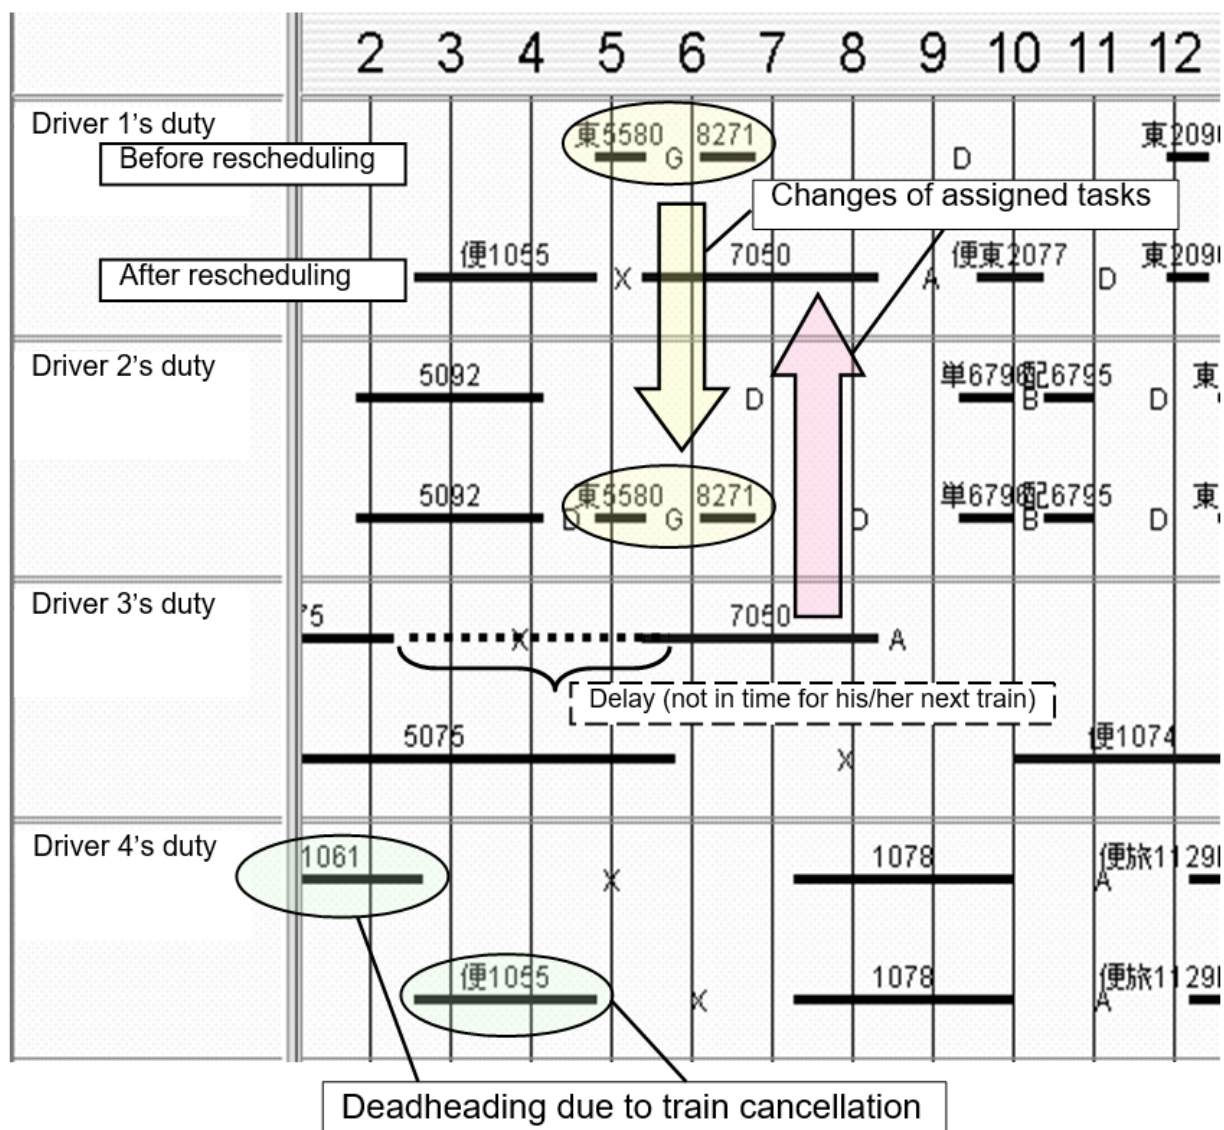 2 3 4 5 6 7 8 9 10 11 12
Driver 1's duty
東5580 8271 東209
Before rescheduling
G D
Changes of assigned tasks
便1055 7050 便東2077 東209
After rescheduling
X A D
Driver 2's duty
5092 単6796 配6795 東
D B D
5092 東5580 8271 単6796 配6795 東
D G D B D
Driver 3's duty
'5 7050
X A
Delay (not in time for his/her next train)
5075 便1074
X
Driver 4's duty
1061 1078 便旅1129
X A
便1055 1078 便旅1129
X A
Deadheading due to train cancellation